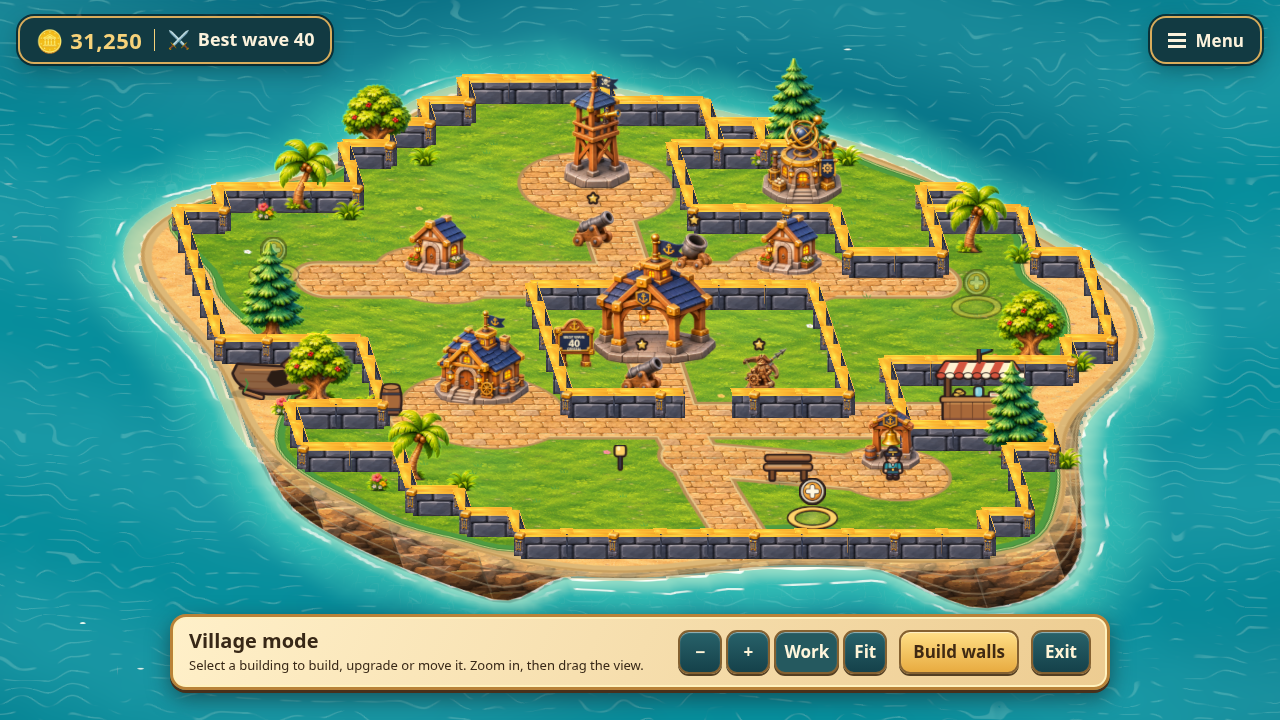 31,250
Best wave 40
Menu
40
Village mode
Select a building to build, upgrade or move it. Zoom in, then drag the view.
−
+
Work
Fit
Build walls
Exit